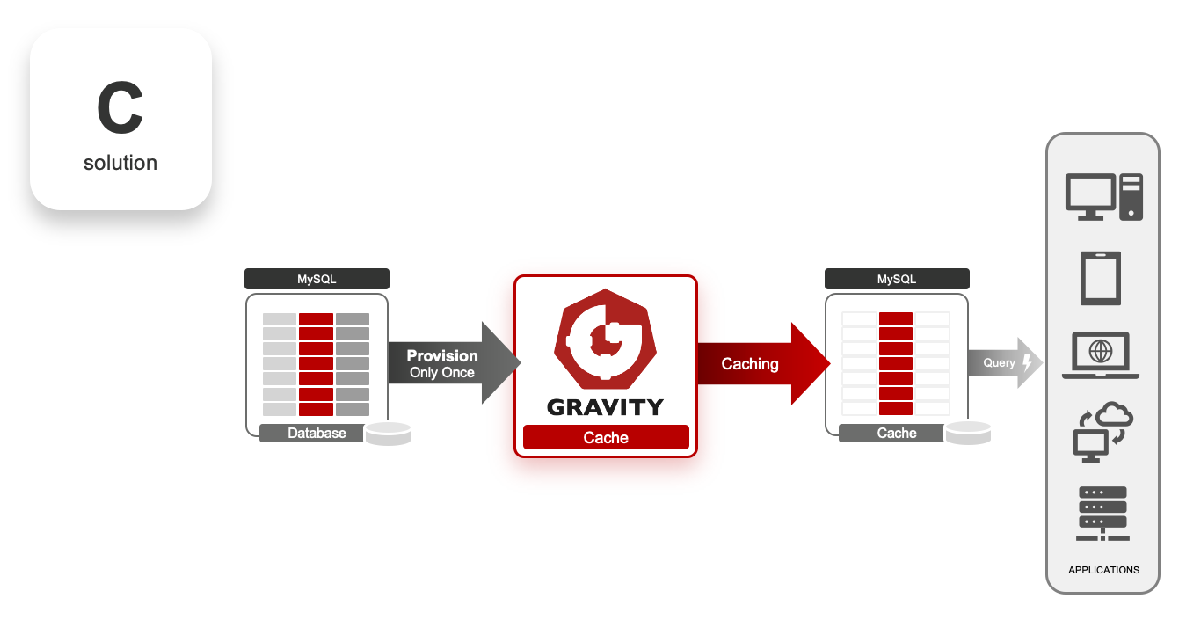 C
solution
MySQL
Database
Provision
Only Once
GRAVITY
Cache
Caching
MySQL
Cache
Query
APPLICATIONS